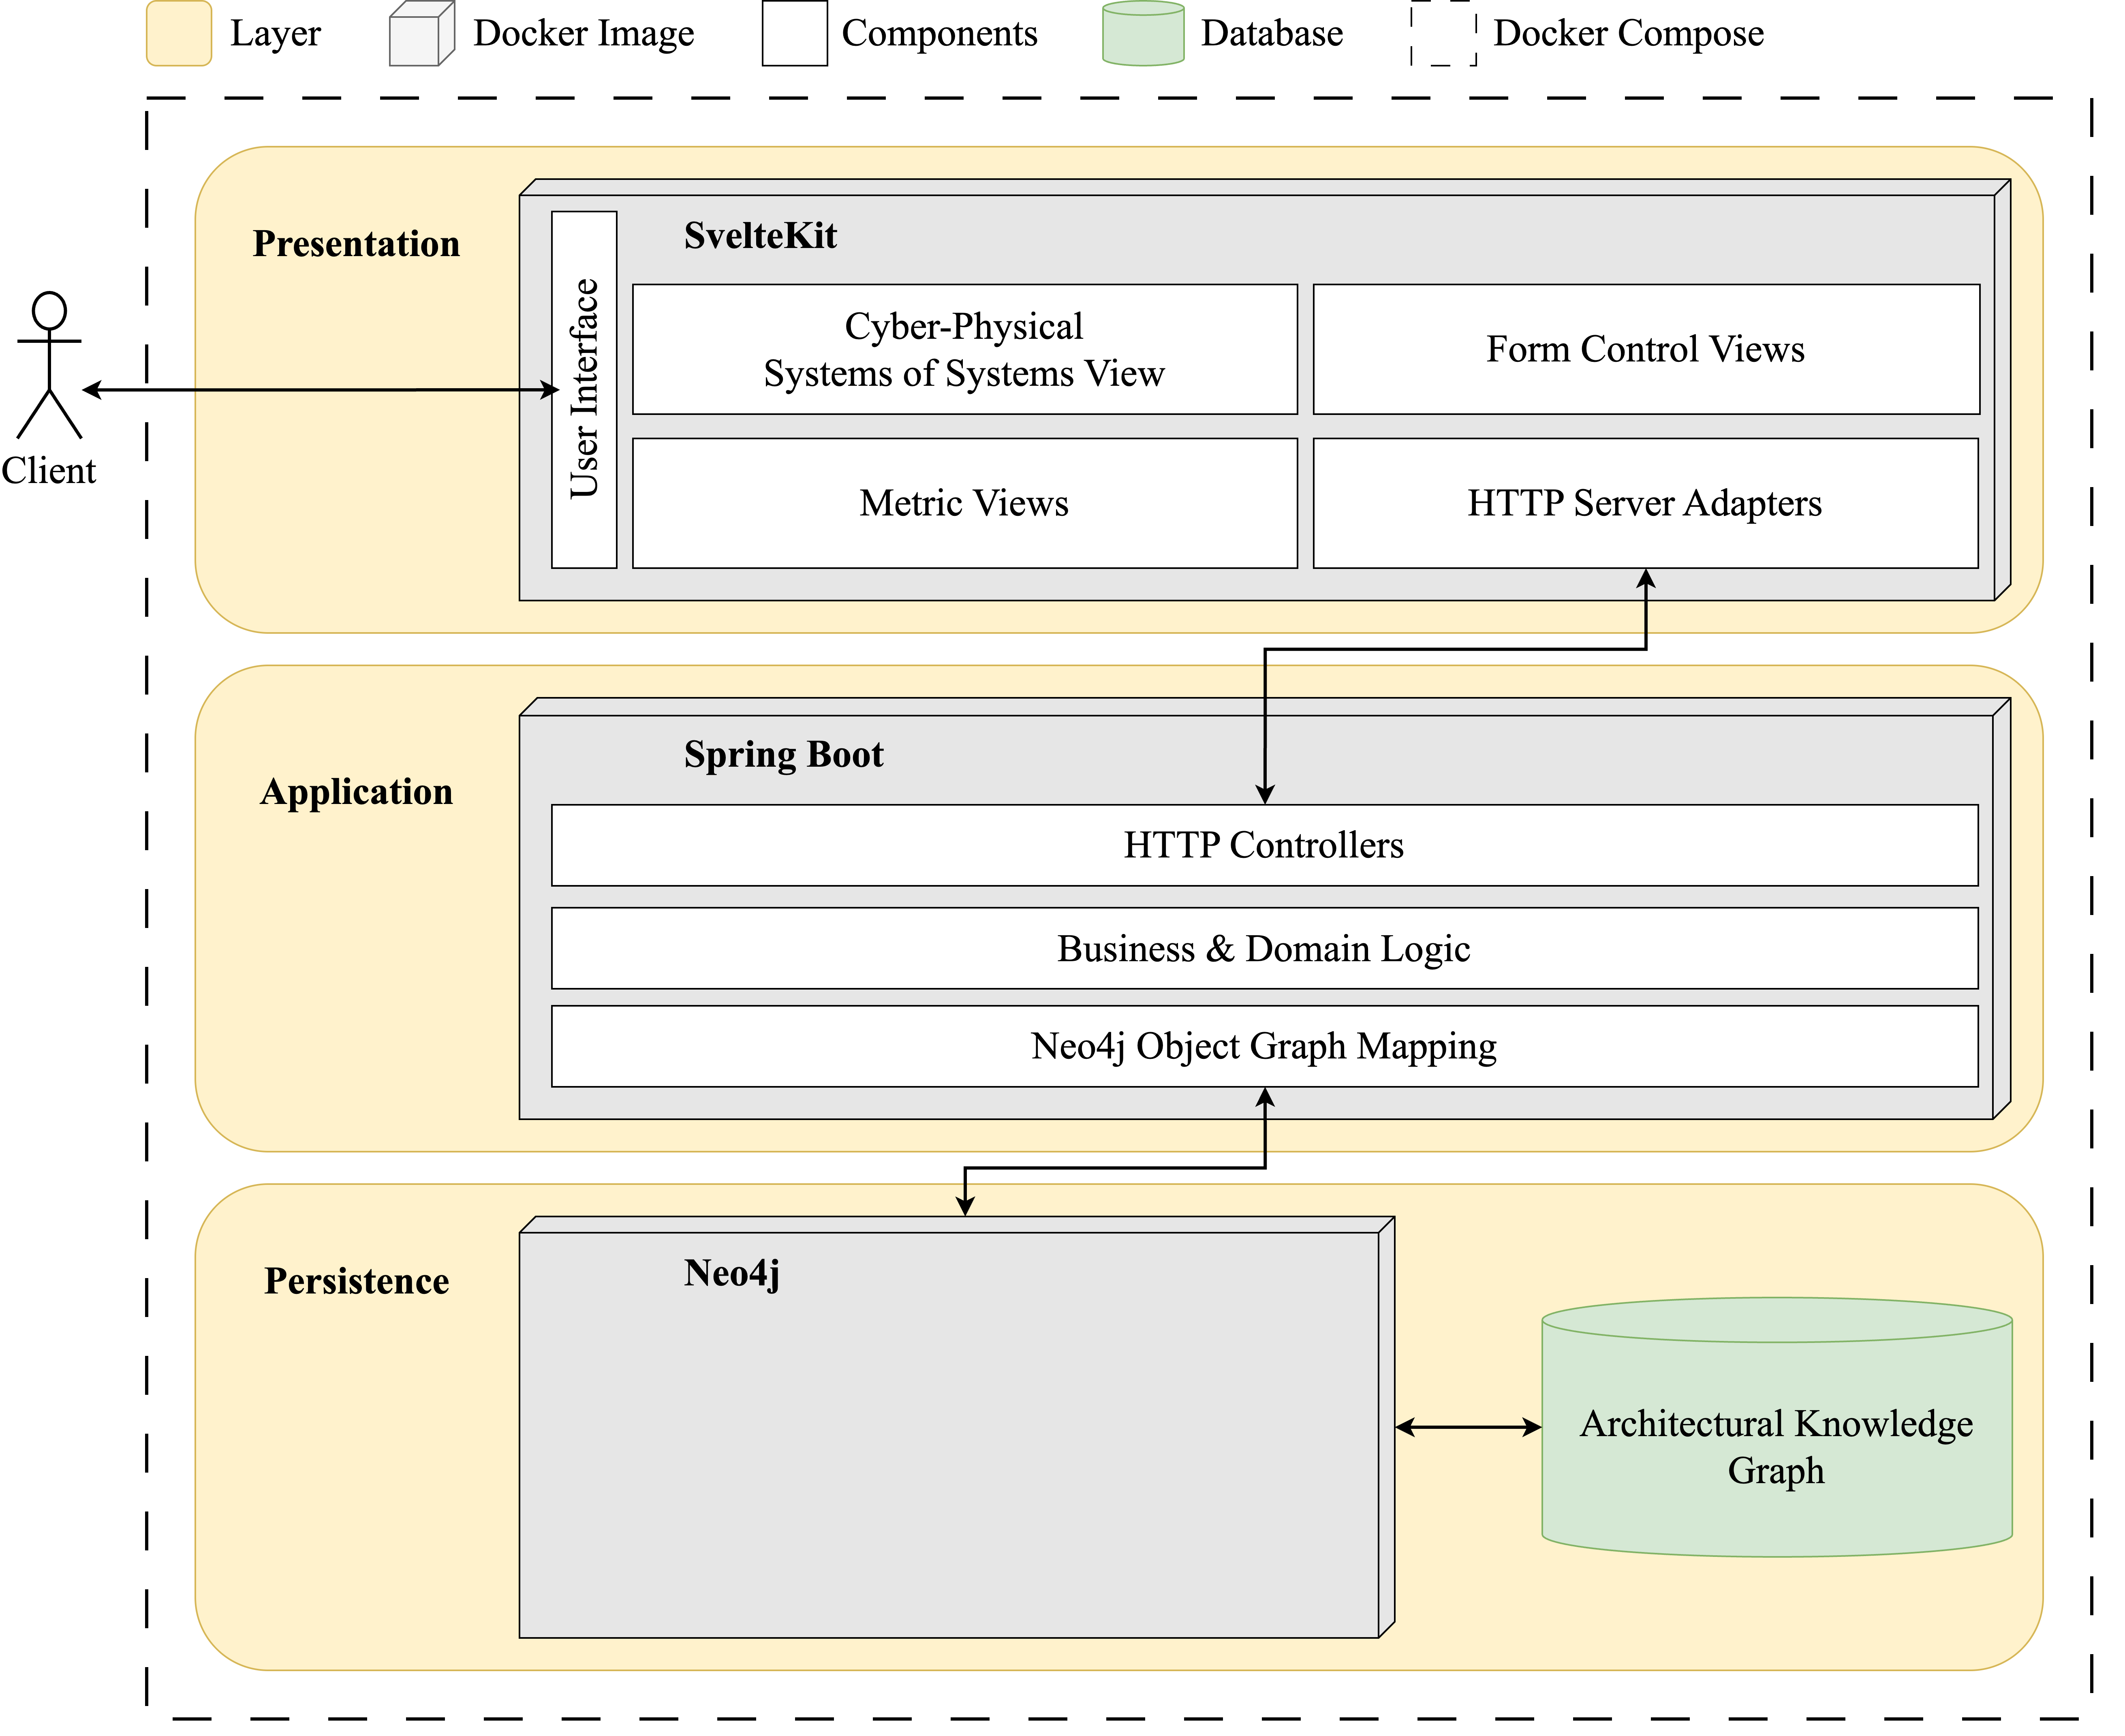 Layer
Docker Image
Components
Database
Docker Compose
Presentation
SvelteKit
User Interface
Cyber-Physical
Systems of Systems View
Form Control Views
Metric Views
HTTP Server Adapters
Client
Application
Spring Boot
HTTP Controllers
Business & Domain Logic
Neo4j Object Graph Mapping
Persistence
Neo4j
Architectural Knowledge
Graph